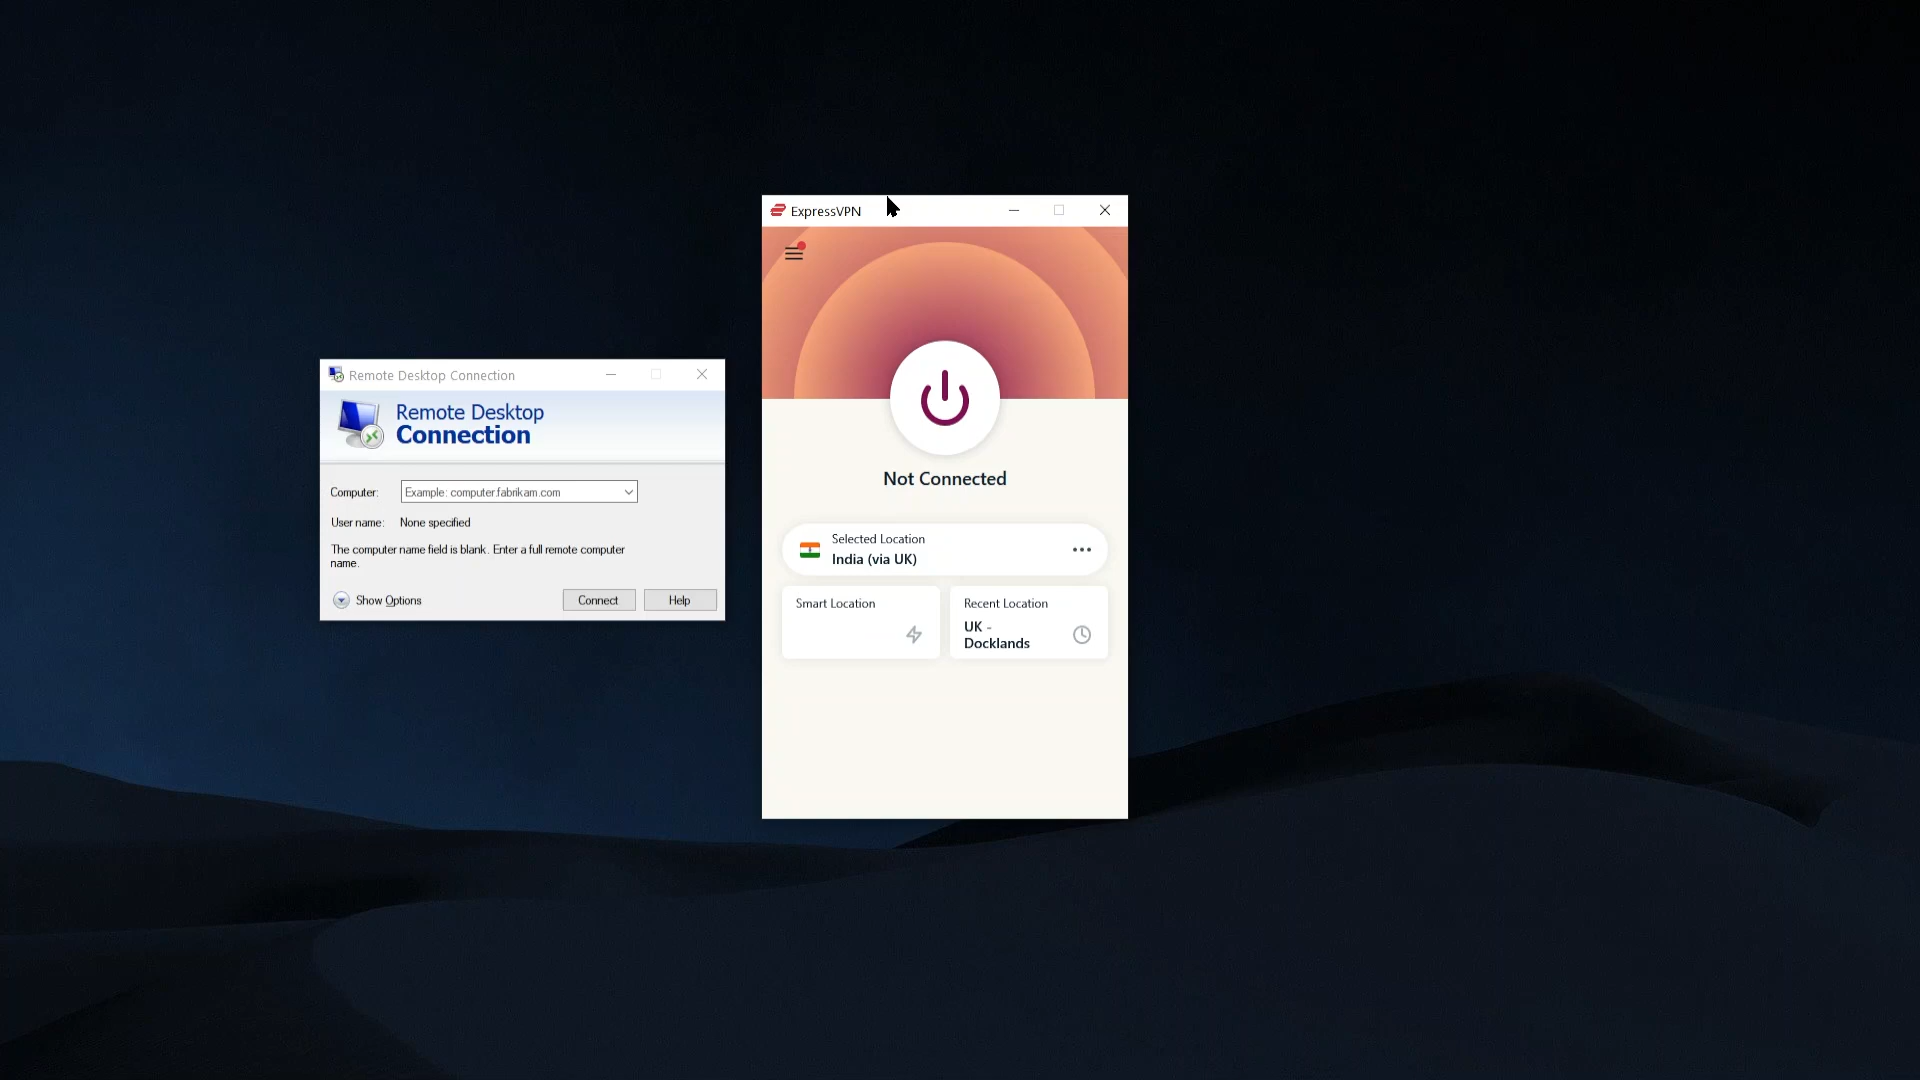 Remote Desktop Connection
Remote Desktop
Connection
Computer:
Example: computer.fabrikam.com
User name:
None specified
The computer name field is blank. Enter a full remote computer
name.
Show Options
Connect
Help
ExpressVPN
Not Connected
Selected Location
India (via UK)
Smart Location
Recent Location
UK -
Docklands